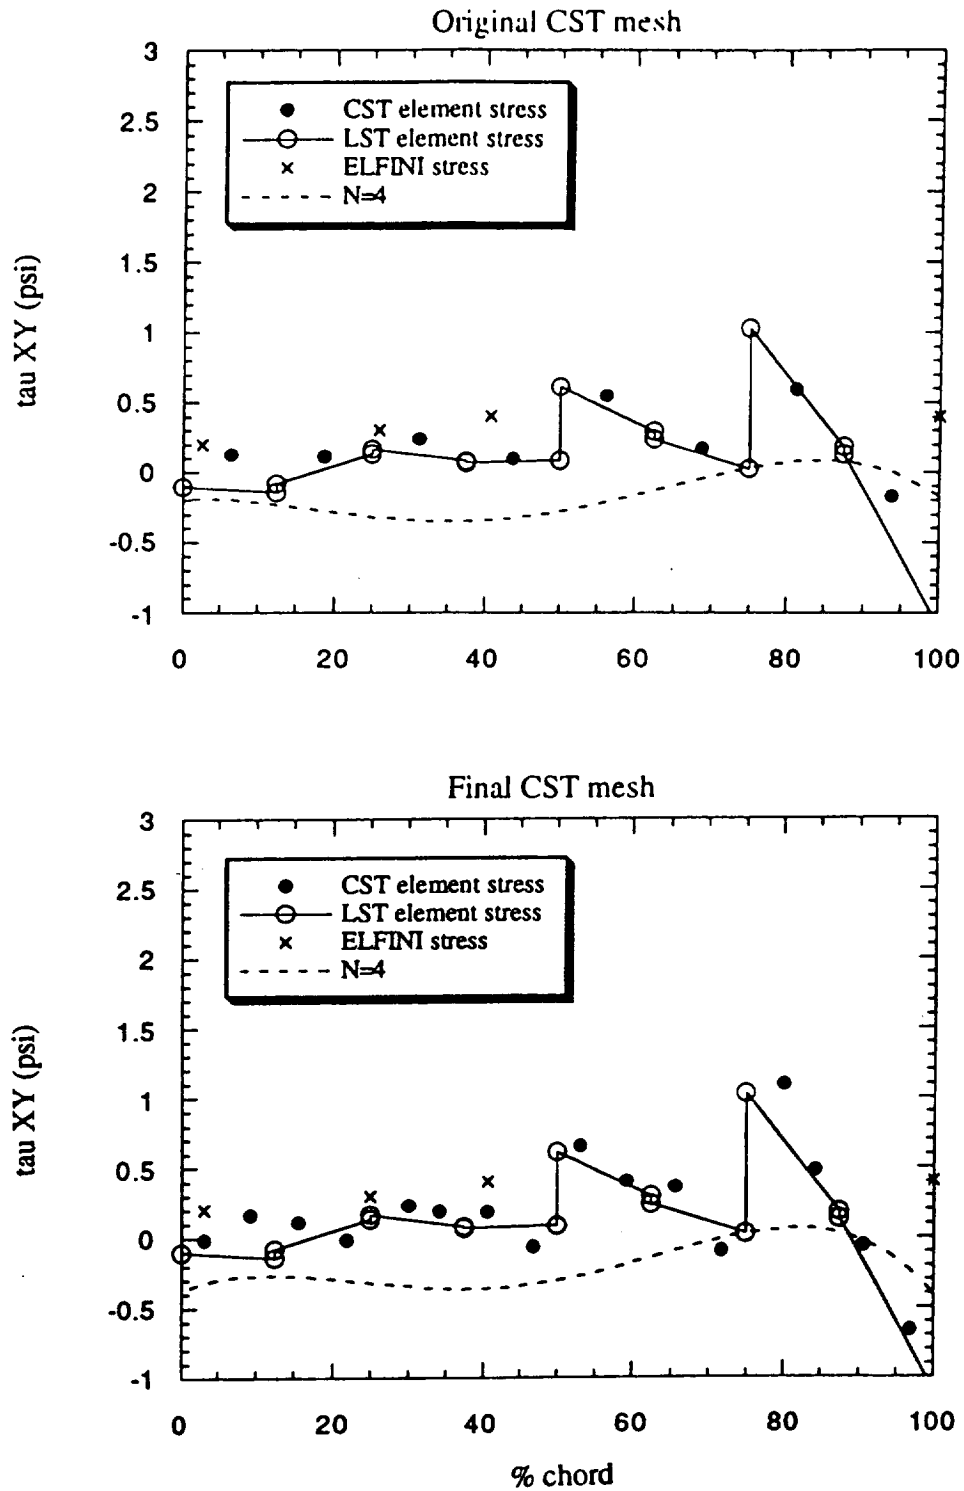 Original CST mesh
3
2.5
2
1.5
1
0.5
0
-0.5
-1
tau XY (psi)
CST element stress
LST element stress
ELFINI stress
N=4
0 20 40 60 80 100
Final CST mesh
3
2.5
2
1.5
1
0.5
0
-0.5
-1
tau XY (psi)
CST element stress
LST element stress
ELFINI stress
N=4
0 20 40 60 80 100
% chord